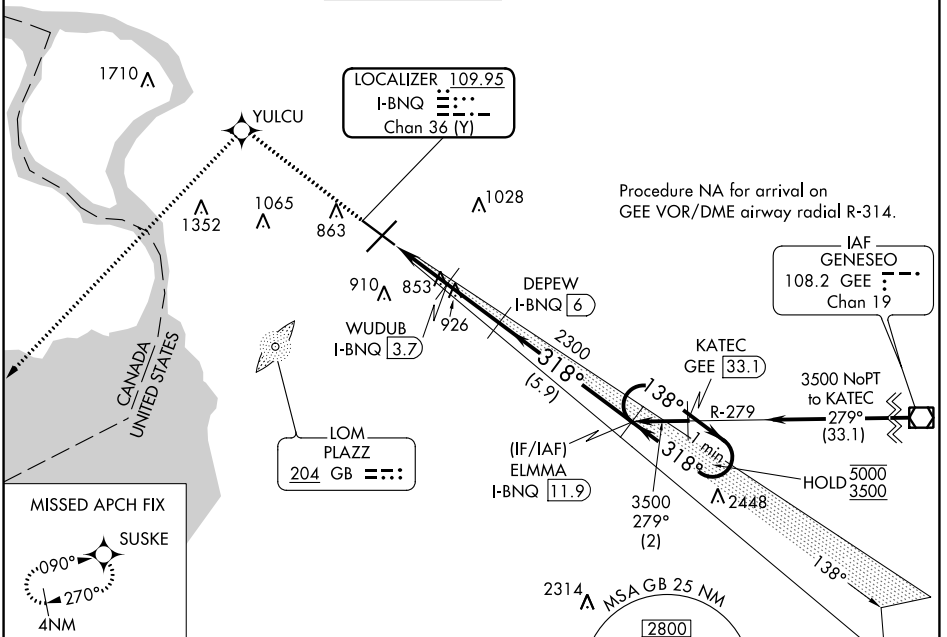 1710
YULCU
LOCALIZER 109.95
I-BNQ
Chan 36 (Y)
1352
1065
863
1028
Procedure NA for arrival on
GEE VOR/DME airway radial R-314.
IAF
GENESEO
108.2 GEE
Chan 19
910
853
926
DEPEW
I-BNQ 6
WUDUB
I-BNQ 3.7
2300
318°
(5.9)
KATEC
GEE 33.1
138°
R-279
3500 NoPT
to KATEC
279°
(33.1)
1 min
318°
(IF/IAF)
ELMMA
I-BNQ 11.9
HOLD 5000
3500
3500
279°
(2)
2448
138°
CANADA
UNITED STATES
LOM
PLAZZ
204 GB
MISSED APCH FIX
SUSKE
090°
270°
4NM
2314
MSA GB 25 NM
2800